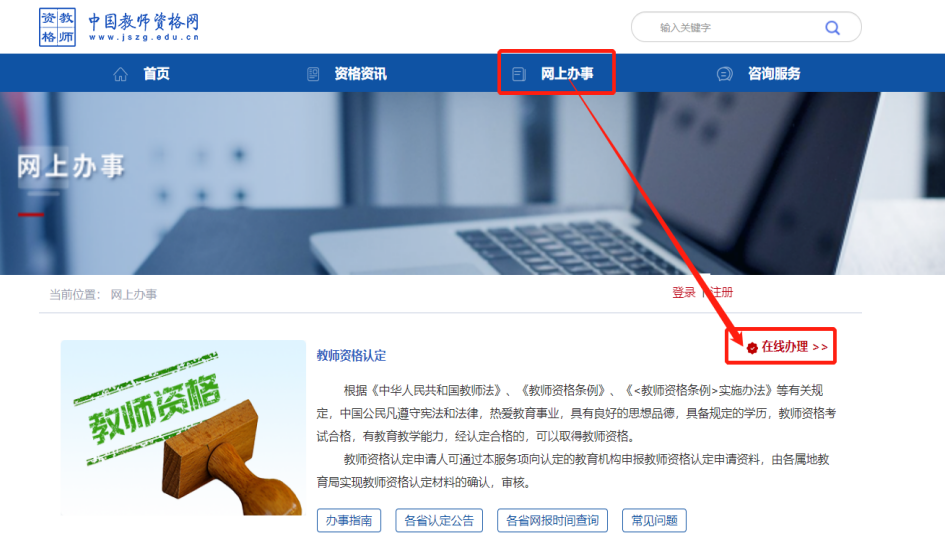 资格教师
中国教师资格网
www.jszg.edu.cn
输入关键字
首页
资格资讯
网上办事
咨询服务
网上办事
当前位置： 网上办事
登录
注册
教师资格认定
在线办理 >>
教师资格
根据《中华人民共和国教师法》、《教师资格条例》、《<教师资格条例>实施办法》等有关规
定，中国公民凡遵守宪法和法律，热爱教育事业，具有良好的思想品德，具备规定的学历，教师资格考
试合格，有教育教学能力，经认定合格的，可以取得教师资格。
教师资格认定申请人可通过本服务项向认定的教育机构申报教师资格认定申请资料，由各属地教
育局实现教师资格认定材料的确认，审核。
办事指南
各省认定公告
各省网报时间查询
常见问题